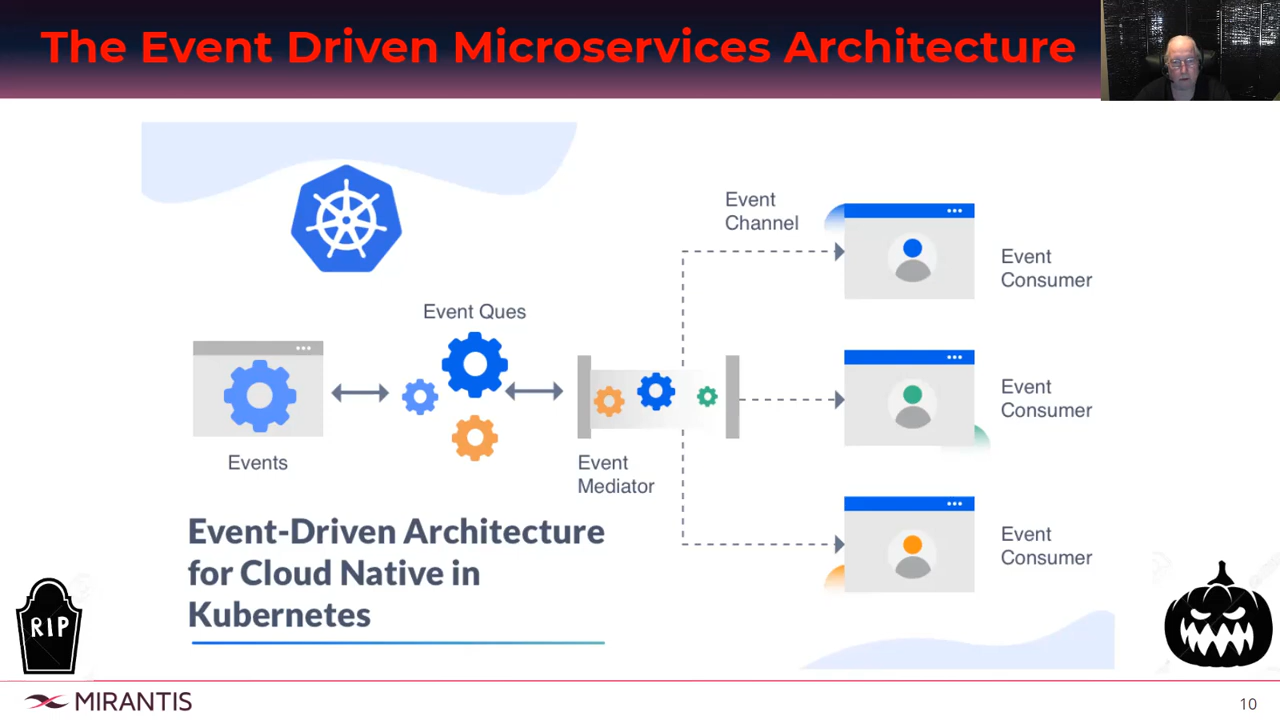 The Event Driven Microservices Architecture
Event Ques
Events
Event
Mediator
Event
Channel
Event
Consumer
Event
Consumer
Event
Consumer
Event-Driven Architecture
for Cloud Native in
Kubernetes
RIP
MIRANTIS
10